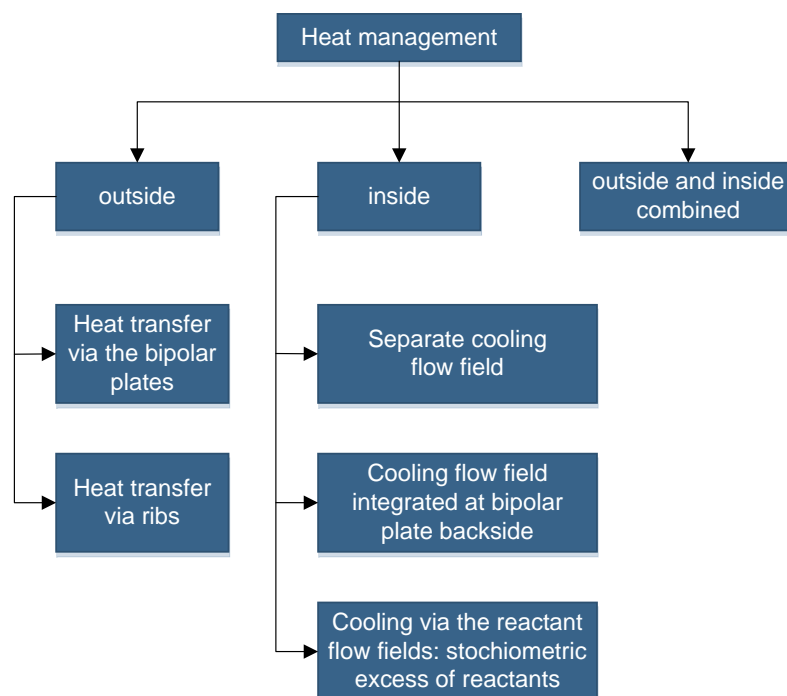 Heat management
outside
inside
outside and inside
combined
Heat transfer
via the bipolar
plates
Separate cooling
flow field
Heat transfer
via ribs
Cooling flow field
integrated at bipolar
plate backside
Cooling via the reactant
flow fields: stochiometric
excess of reactants